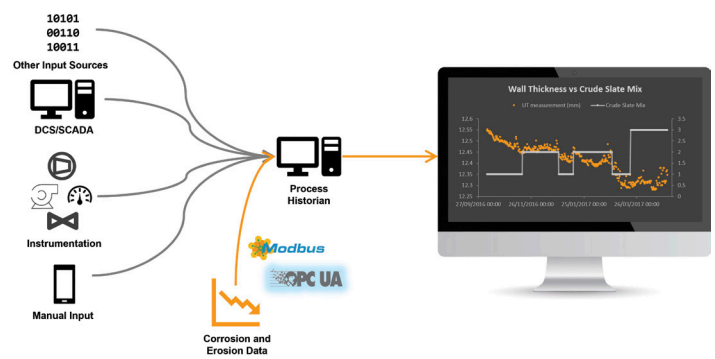 10101
00110
10011
Other Input Sources
DCS/SCADA
Instrumentation
Manual Input
Process
Historian
Modbus
OPC UA
Corrosion and
Erosion Data
Wall Thickness vs Crude Slate Mix
UT measurement (mm) Crude Slate Mix
12.6
12.55
12.5
12.45
12.4
12.35
12.3
12.25
3.5
3
2.5
2
1.5
1
0.5
0
27/09/2016 00:00 26/11/2016 00:00 25/01/2017 00:00 26/03/2017 00:00